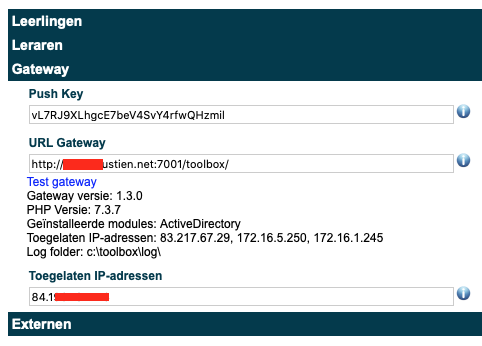 Leerlingen
Leraren
Gateway
Push Key
vL7RJ9XLhgcE7beV4SvY4rfwQHzmil
URL Gateway
http://ustien.net:7001/toolbox/
Test gateway
Gateway versie: 1.3.0
PHP Versie: 7.3.7
Geïnstalleerde modules: ActiveDirectory
Toegelaten IP-adressen: 83.217.67.29, 172.16.5.250, 172.16.1.245
Log folder: c:\toolbox\log\
Toegelaten IP-adressen
84.1
Externen